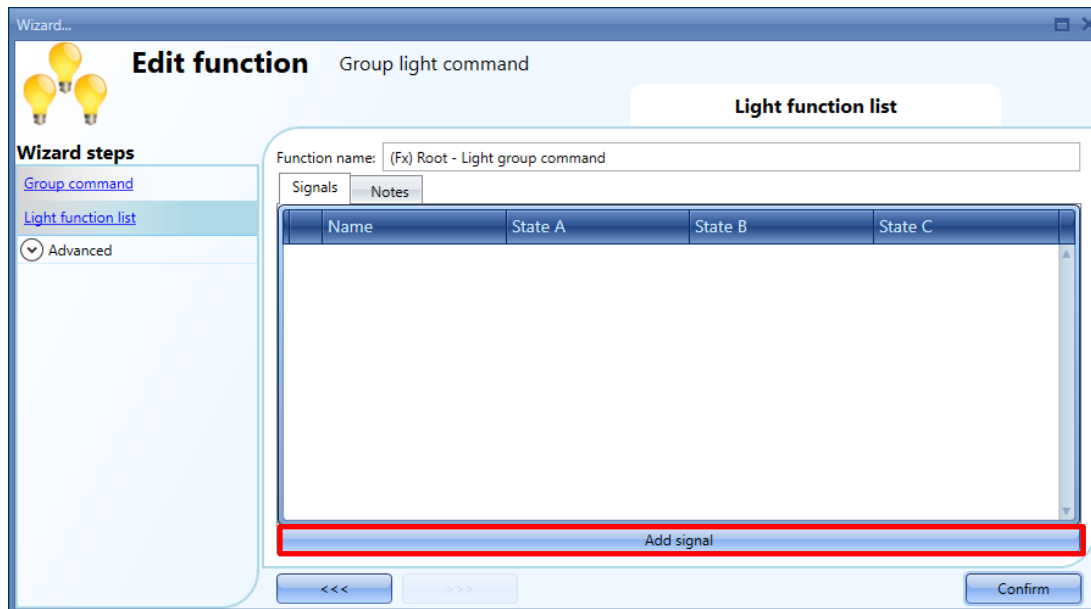 Wizard...
Edit function Group light command
Light function list
Wizard steps
Group command
Light function list
Advanced
Function name: (Fx) Root - Light group command
Signals Notes
Name State A State B State C
Add signal
<<< >>> Confirm